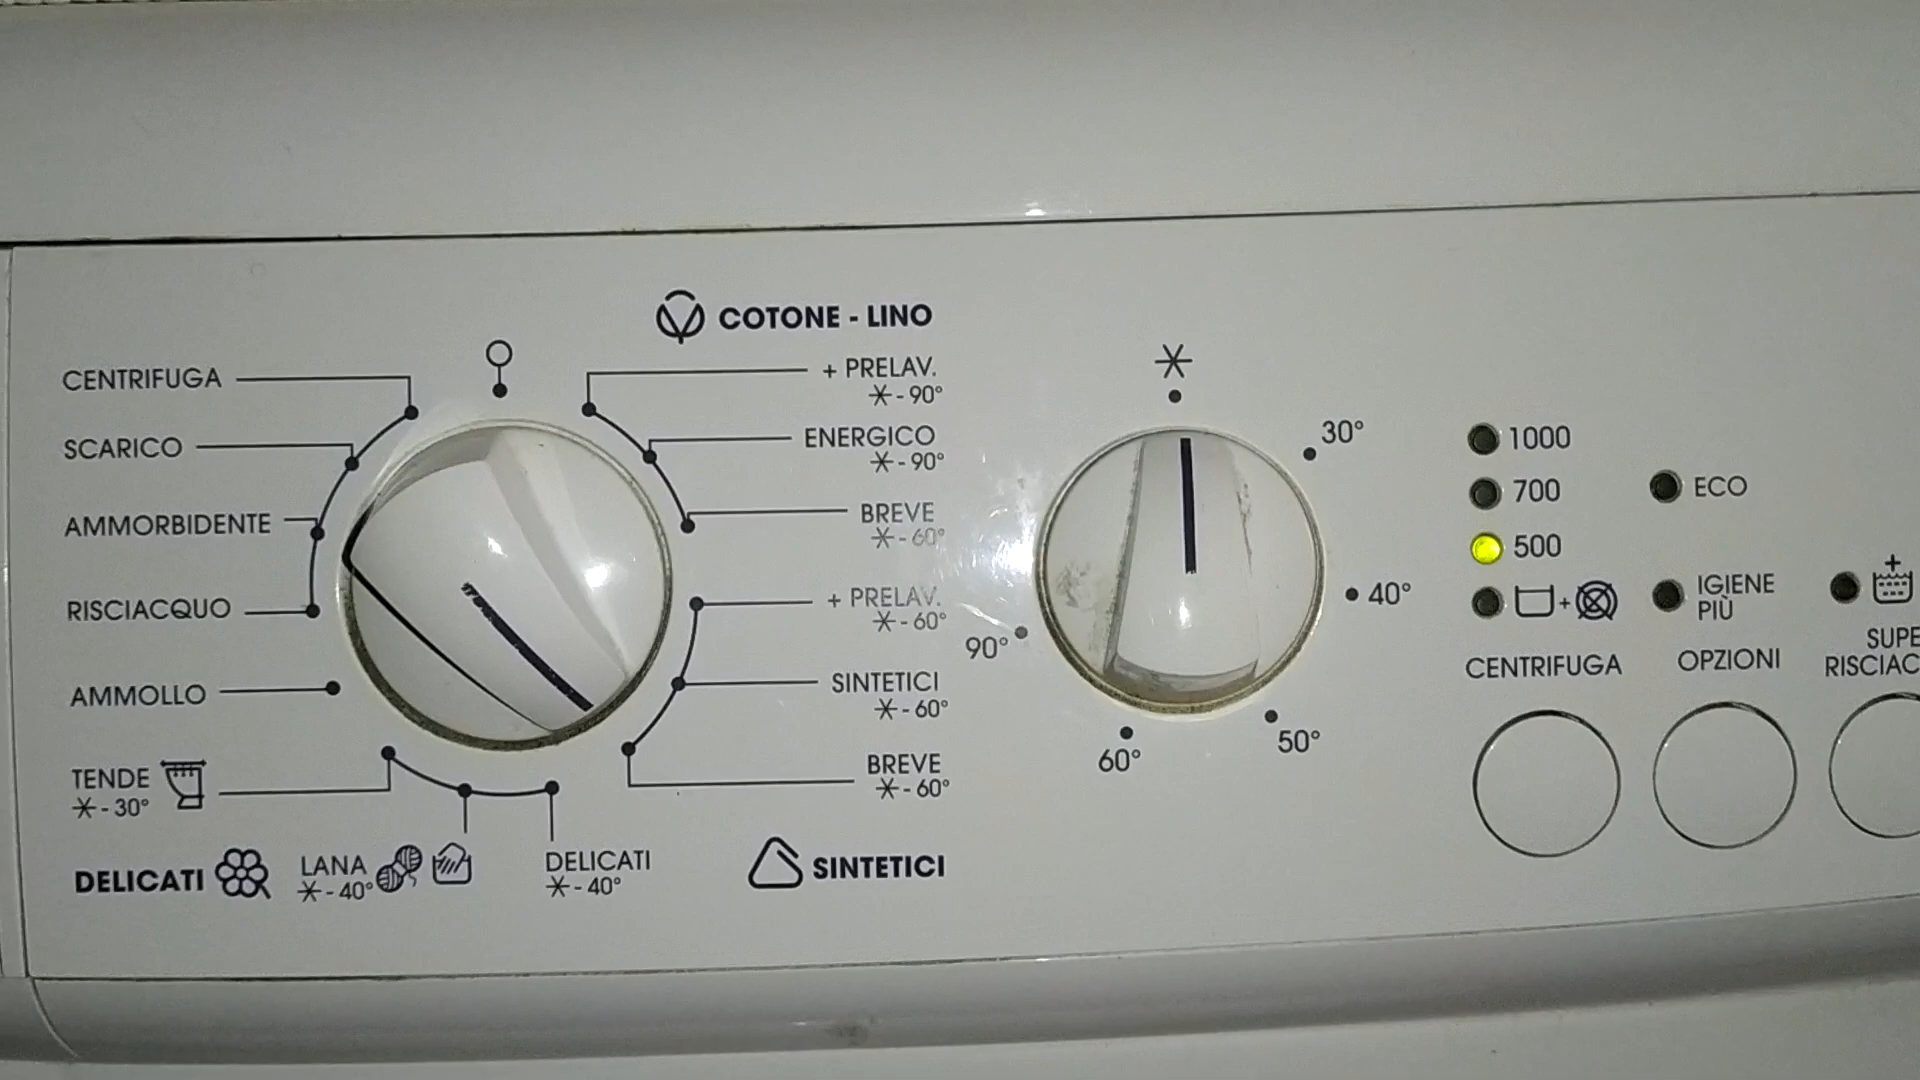 COTONE - LINO
CENTRIFUGA
SCARICO
AMMORBIDENTE
RISCIACQUO
AMMOLLO
TENDE
* - 30°
DELICATI
LANA
* - 40°
DELICATI
* - 40°
+ PRELAV.
* - 90°
ENERGICO
* - 90°
BREVE
* - 60°
+ PRELAV.
* - 60°
SINTETICI
* - 60°
BREVE
* - 60°
SINTETICI
*
30°
40°
50°
60°
90°
1000
700
500
+
CENTRIFUGA
ECO
IGIENE
PIÙ
OPZIONI
+
SUPE
RISCIAC